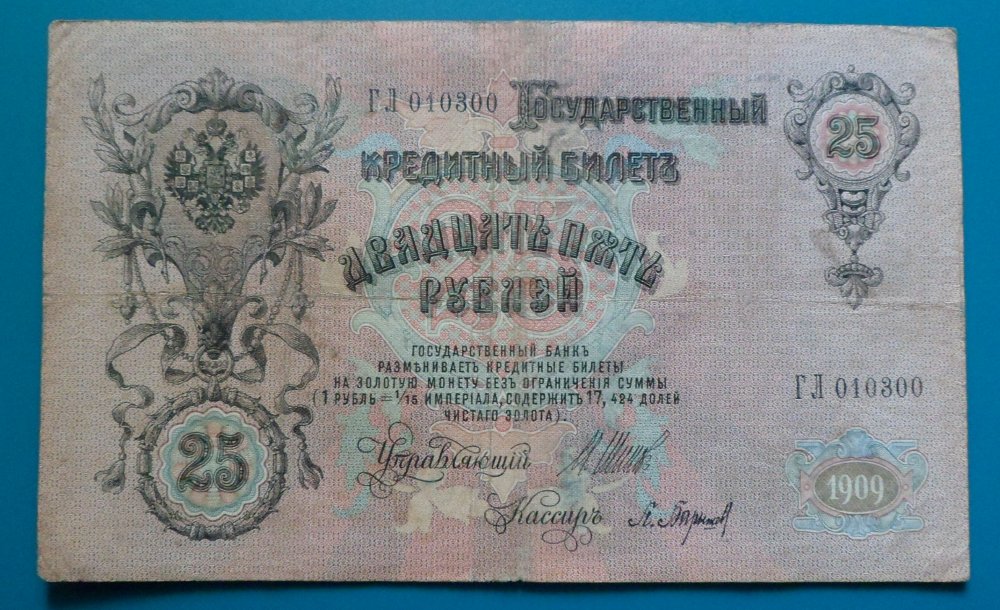 ГЛ 010300
Государственный
25
кредитный билетъ
Двадцать пять
рублей
Государственный банкъ
размѣниваетъ кредитные билеты
на золотую монету безъ ограниченія суммы
(1 рубль = 1/15 имперіала, содержитъ 17,424 долей
чистаго золота).
ГЛ 010300
25
Управляющій
Кассиръ
1909